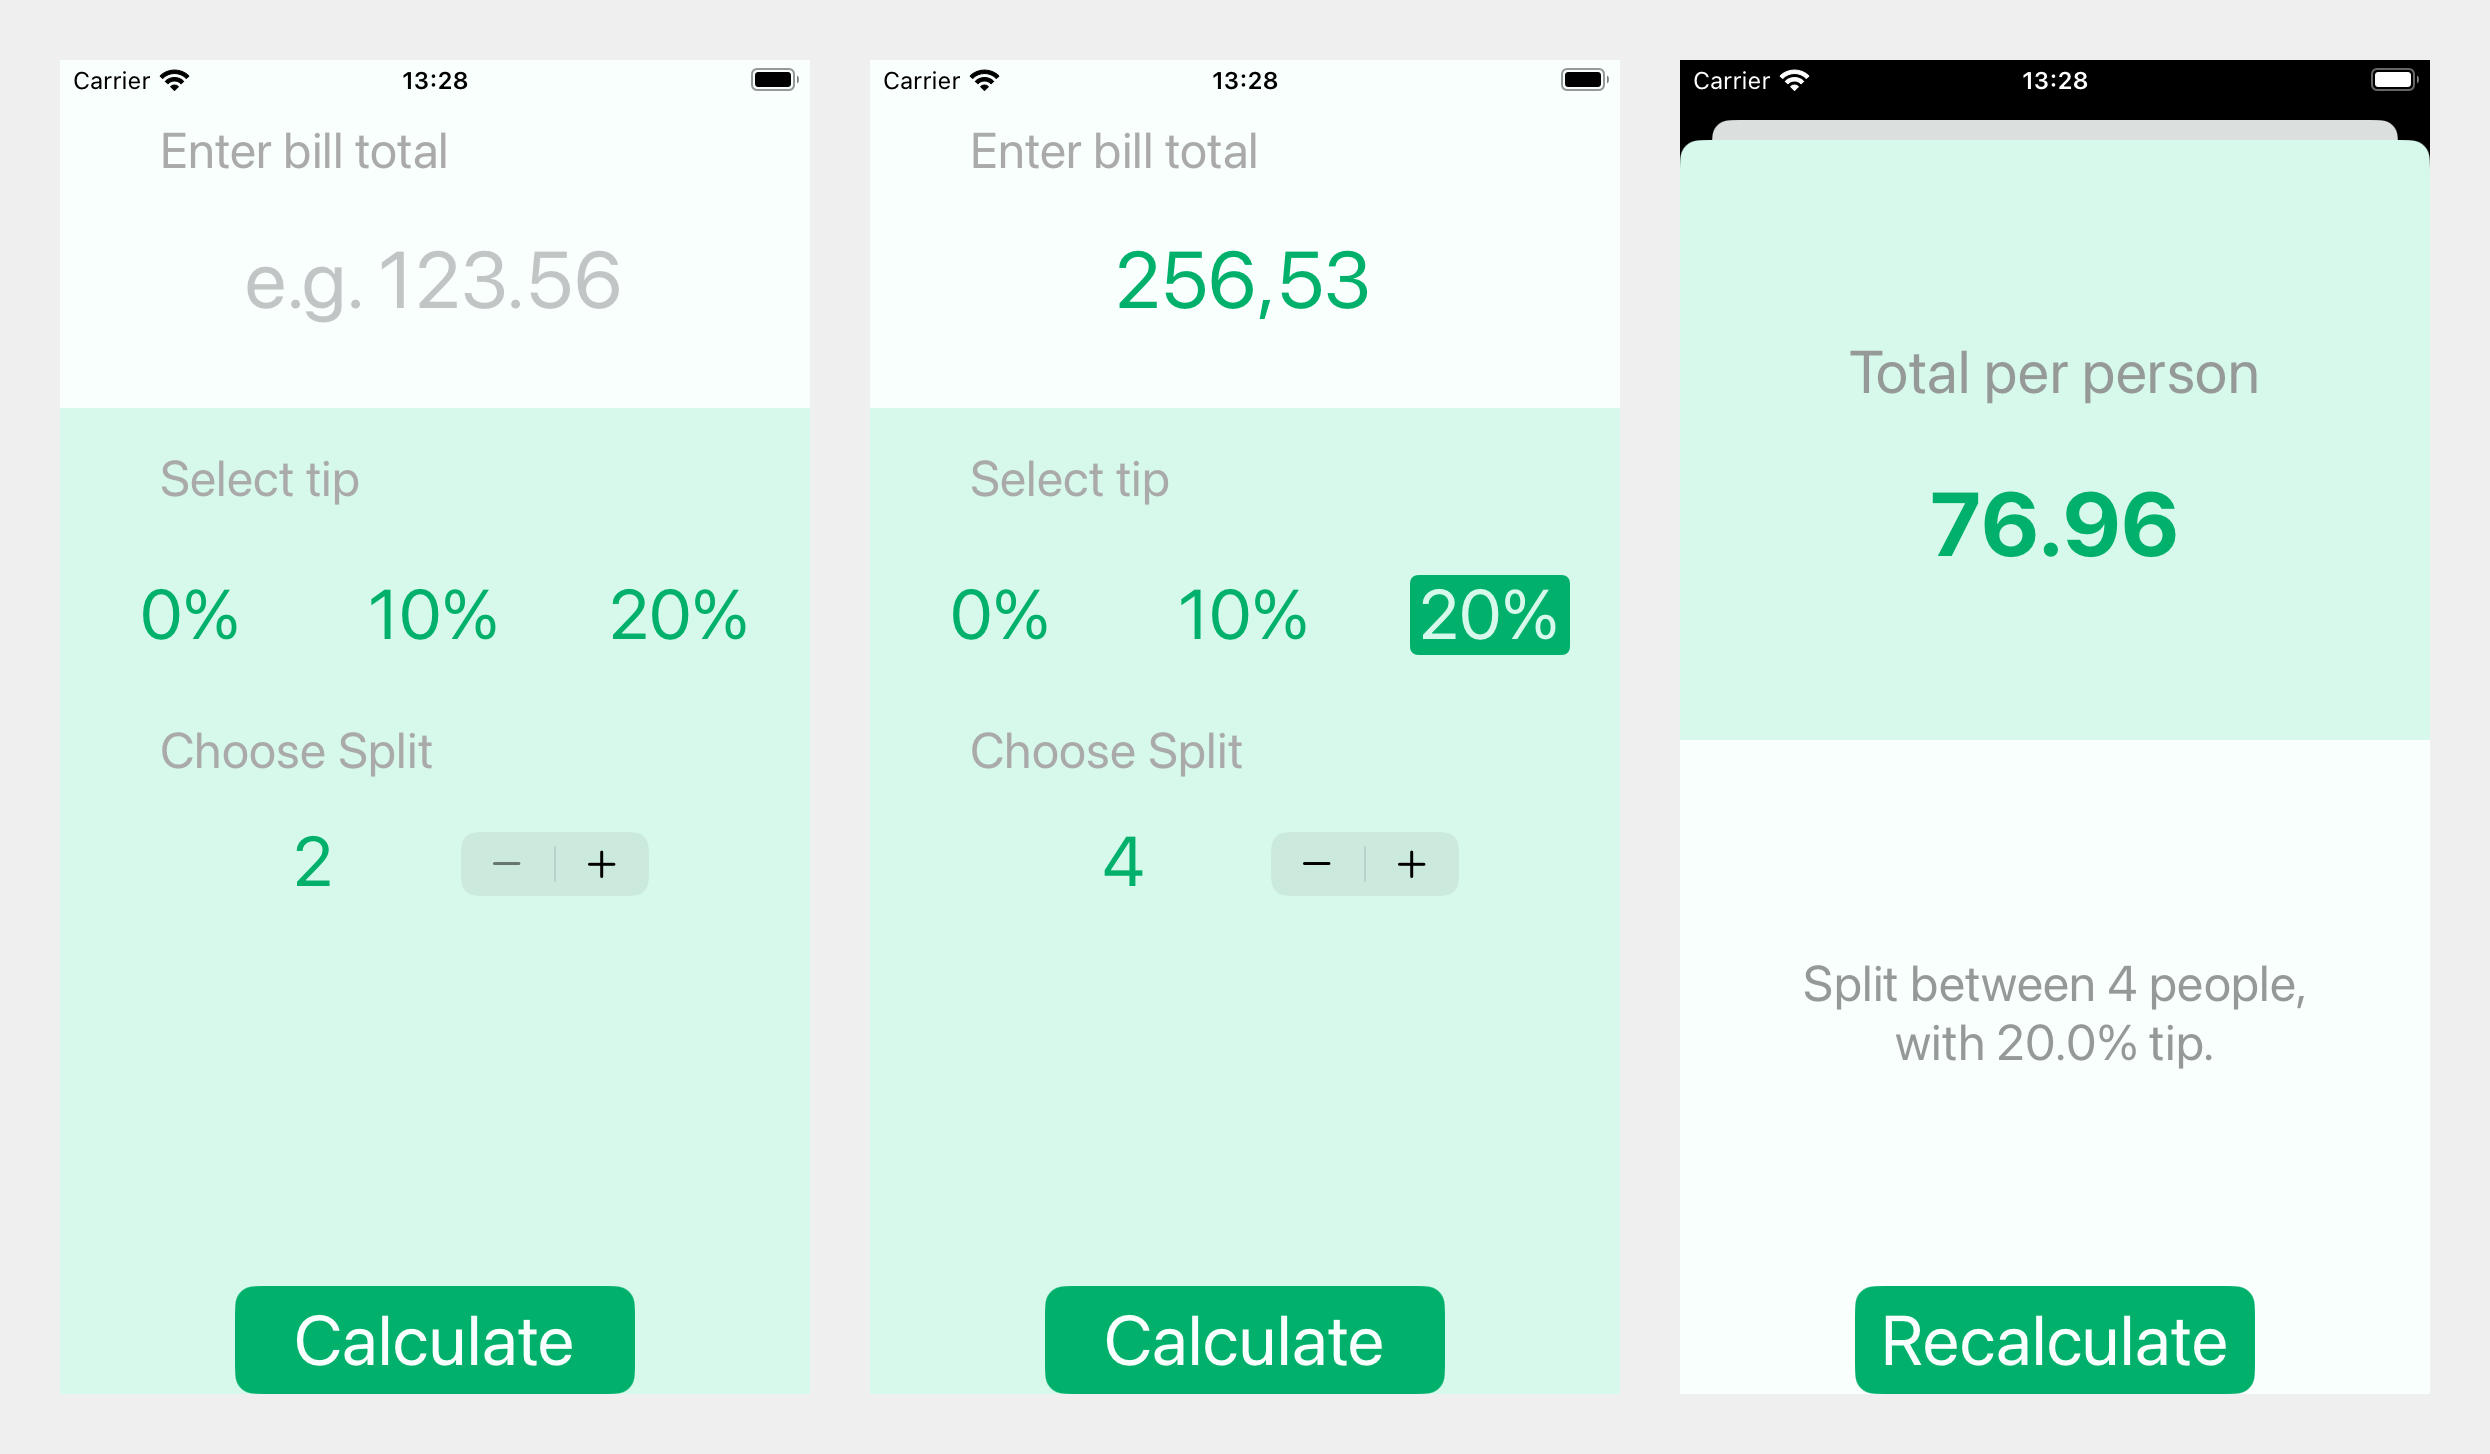 Carrier 13:28
Enter bill total
e.g. 123.56
Select tip
0% 10% 20%
Choose Split
2 − +
Calculate
Carrier 13:28
Enter bill total
256,53
Select tip
0% 10% 20%
Choose Split
4 − +
Calculate
Carrier 13:28
Total per person
76.96
Split between 4 people,
with 20.0% tip.
Recalculate